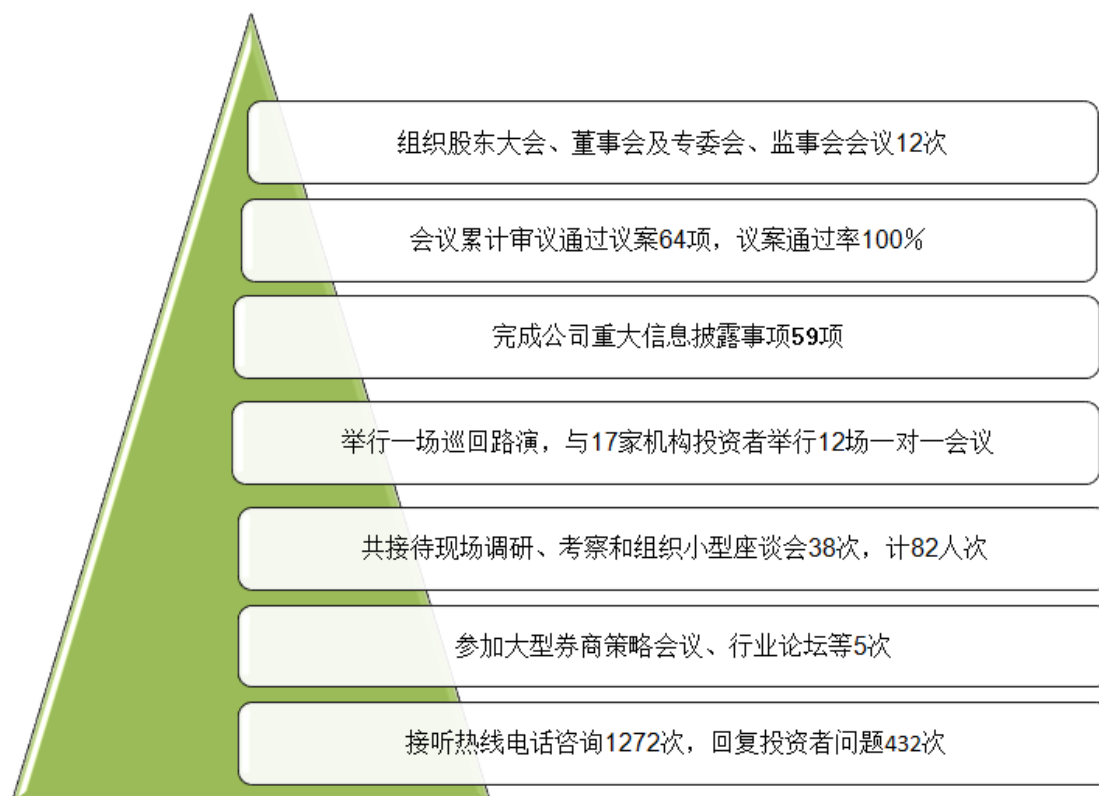 组织股东大会、董事会及专委会、监事会会议12次
会议累计审议通过议案64项，议案通过率100%
完成公司重大信息披露事项59项
举行一场巡回路演，与17家机构投资者举行12场一对一会议
共接待现场调研、考察和组织小型座谈会38次，计82人次
参加大型券商策略会议、行业论坛等5次
接听热线电话咨询1272次，回复投资者问题432次